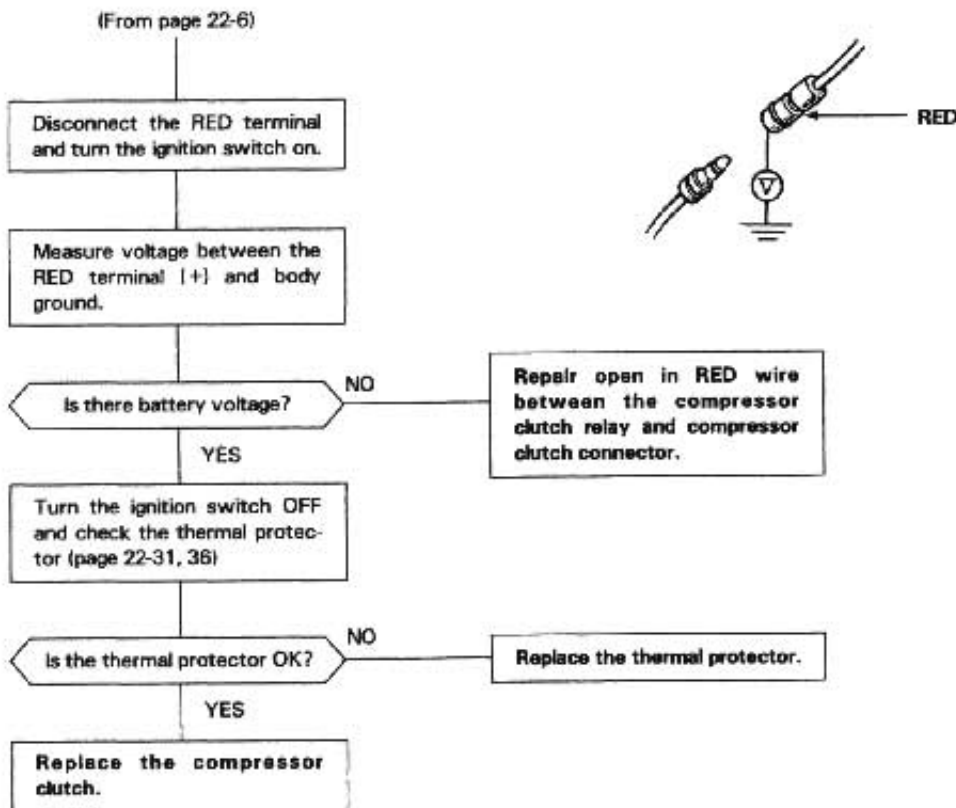 (From page 22-6)
Disconnect the RED terminal
and turn the ignition switch on.
RED
V
Measure voltage between the
RED terminal (+) and body
ground.
Is there battery voltage?
NO
Repair open in RED wire
between the compressor
clutch relay and compressor
clutch connector.
YES
Turn the ignition switch OFF
and check the thermal protec-
tor (page 22-31, 36)
Is the thermal protector OK?
NO
Replace the thermal protector.
YES
Replace the compressor
clutch.